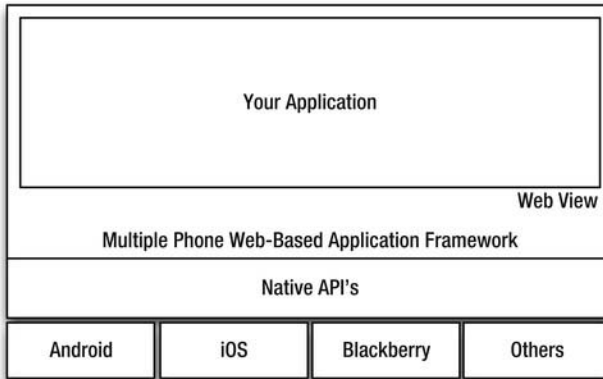 Your Application
Web View
Multiple Phone Web-Based Application Framework
Native API's
Android
iOS
Blackberry
Others